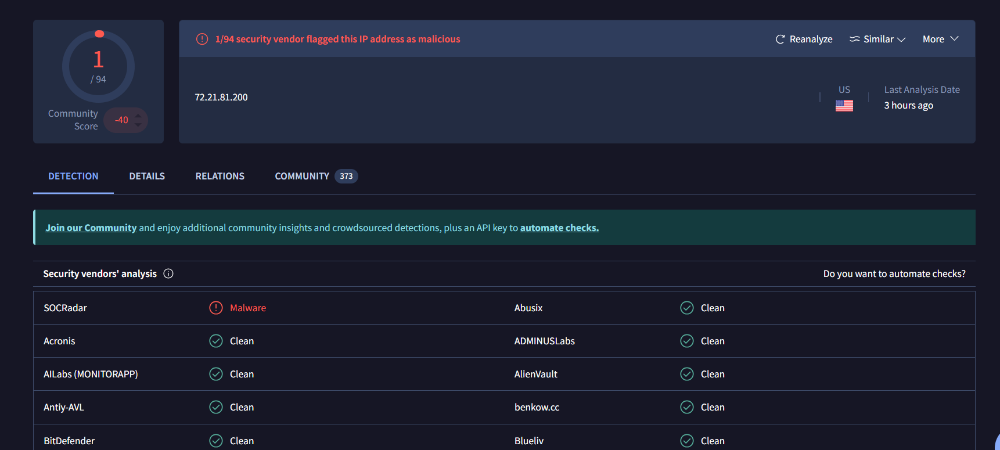 1
/ 94
Community
Score
-40
1/94 security vendor flagged this IP address as malicious
Reanalyze
Similar
More
72.21.81.200
US
Last Analysis Date
3 hours ago
DETECTION
DETAILS
RELATIONS
COMMUNITY 373
Join our Community and enjoy additional community insights and crowdsourced detections, plus an API key to automate checks.
Security vendors' analysis
Do you want to automate checks?
SOCRadar Malware Abusix Clean
Acronis Clean ADMINUSLabs Clean
AILabs (MONITORAPP) Clean AlienVault Clean
Antiy-AVL Clean benkow.cc Clean
BitDefender Clean Blueliv Clean